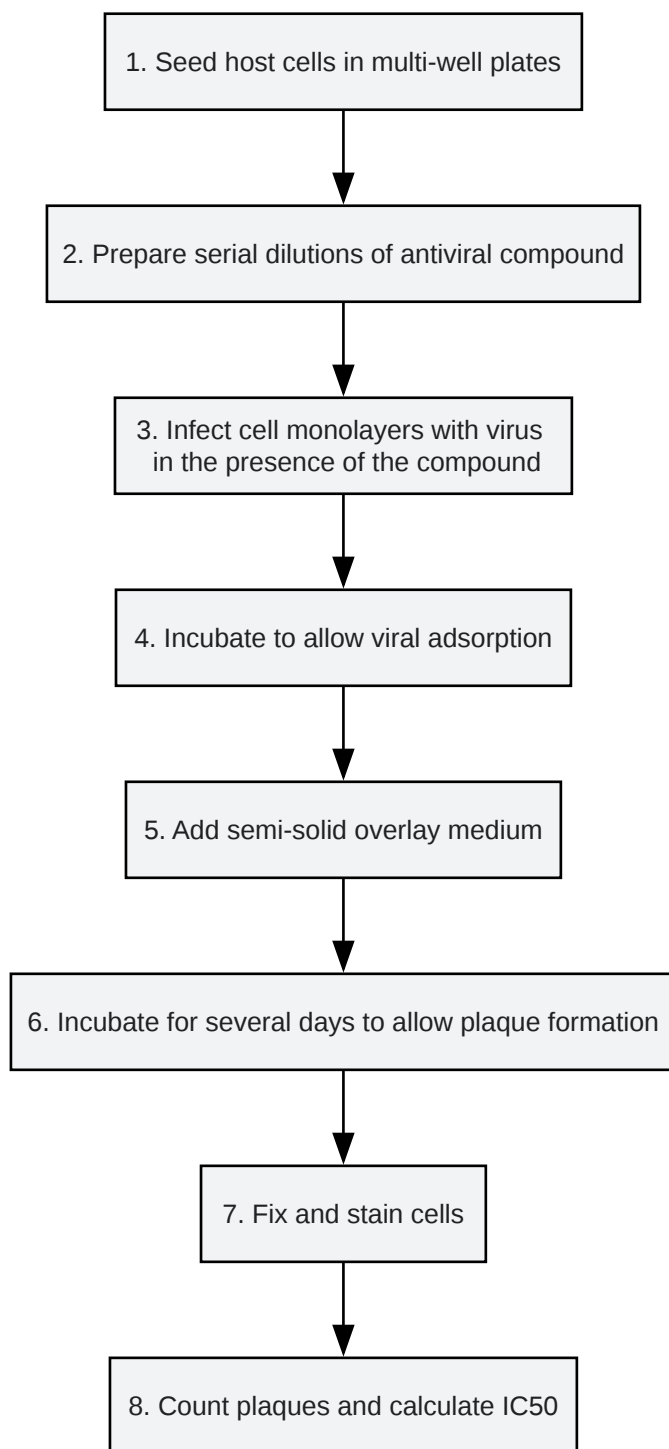 1. Seed host cells in multi-well plates
2. Prepare serial dilutions of antiviral compound
3. Infect cell monolayers with virus
in the presence of the compound
4. Incubate to allow viral adsorption
5. Add semi-solid overlay medium
6. Incubate for several days to allow plaque formation
7. Fix and stain cells
8. Count plaques and calculate IC50